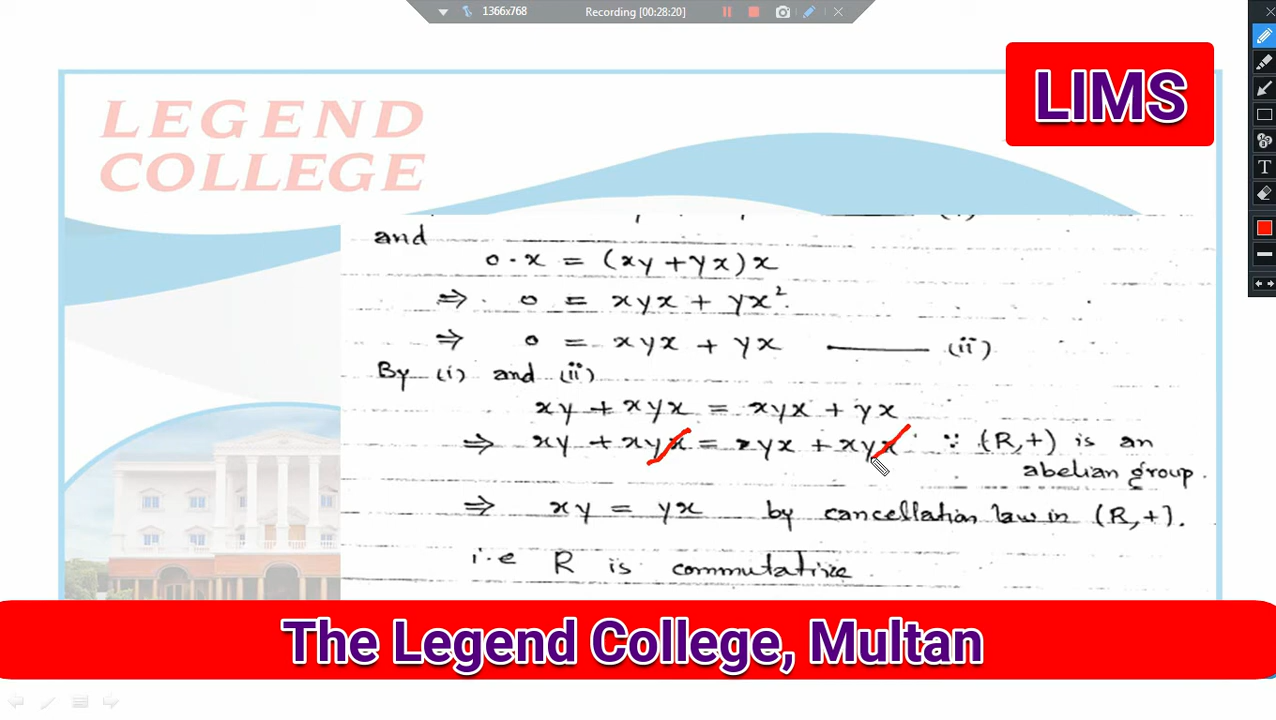 1366x768
Recording [00:28:20]
LIMS
LEGEND
COLLEGE
and
0 · x = (xy + yx) x
⇒ 0 = xyx + yx².
⇒ 0 = xyx + yx ——— (ii)
By (i) and (ii)
xy + xyx = xyx + yx
⇒ xy + xyx = yx + xyx ∵ (R,+) is an
abelian group.
⇒ xy = yx by cancellation law in (R,+).
i.e R is commutative
The Legend College, Multan